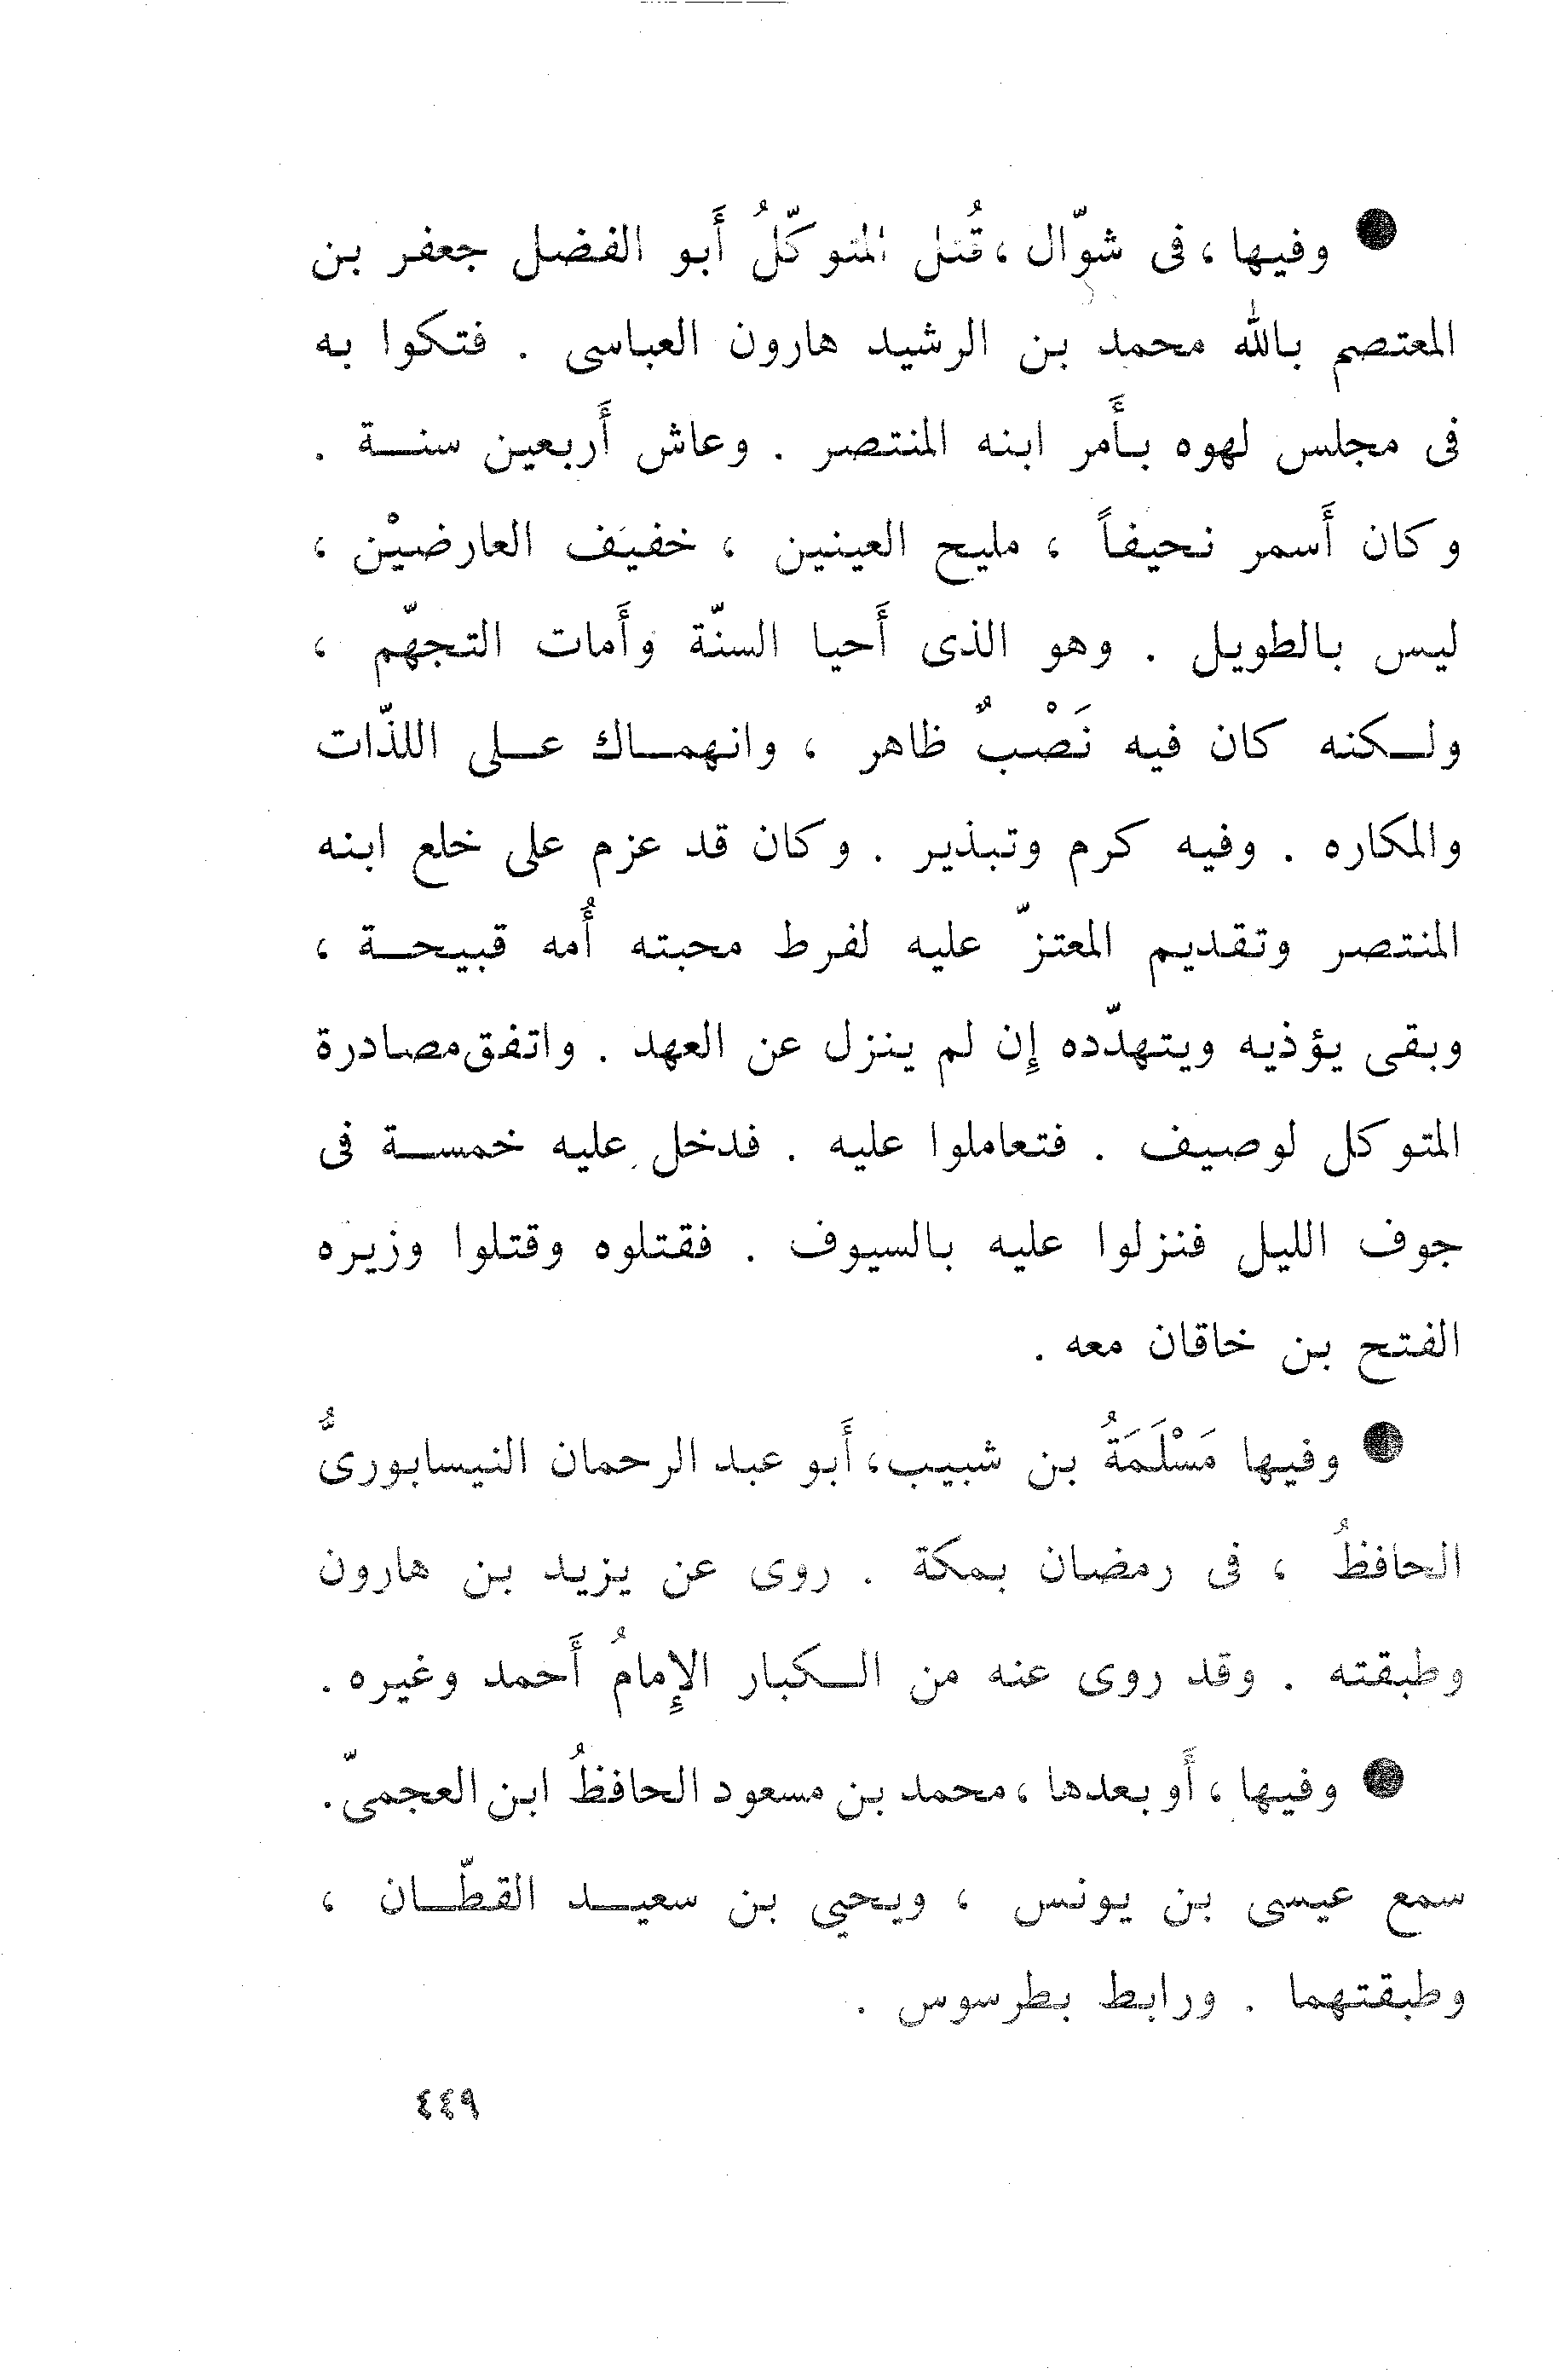 ● وفيها ، فى شوّال ، قُتل المتوكّلُ أَبو الفضل جعفر بن
المعتصم بالله محمد بن الرشيد هارون العباسى . فتكوا به
فى مجلس لهوه بأَمر ابنه المنتصر . وعاش أَربعين سنة .
وكان أَسمر نحيفاً ، مليح العينين ، خفيف العارضيْن ،
ليس بالطويل . وهو الذى أَحيا السنّة وأَمات التجهّم ،
ولكنه كان فيه نَصْبٌ ظاهر ، وانهماك على اللذّات
والمكاره . وفيه كرم وتبذير . وكان قد عزم على خلع ابنه
المنتصر وتقديم المعتزّ عليه لفرط محبته أُمه قبيحة ،
وبقى يؤذيه ويتهدّده إن لم ينزل عن العهد . واتفق مصادرة
المتوكل لوصيف . فتعاملوا عليه . فدخل عليه خمسة فى
جوف الليل فنزلوا عليه بالسيوف . فقتلوه وقتلوا وزيره
الفتح بن خاقان معه .
● وفيها مَسْلَمَةُ بن شبيب، أَبو عبد الرحمان النيسابورىُّ
الحافظُ ، فى رمضان بمكة . روى عن يزيد بن هارون
وطبقته . وقد روى عنه من الكبار الإمامُ أَحمد وغيره .
● وفيها ، أَو بعدها ، محمد بن مسعود الحافظُ ابن العجمىّ.
سمع عيسى بن يونس ، ويحيي بن سعيد القطّان ،
وطبقتهما . ورابط بطرسوس .
٤٤٩